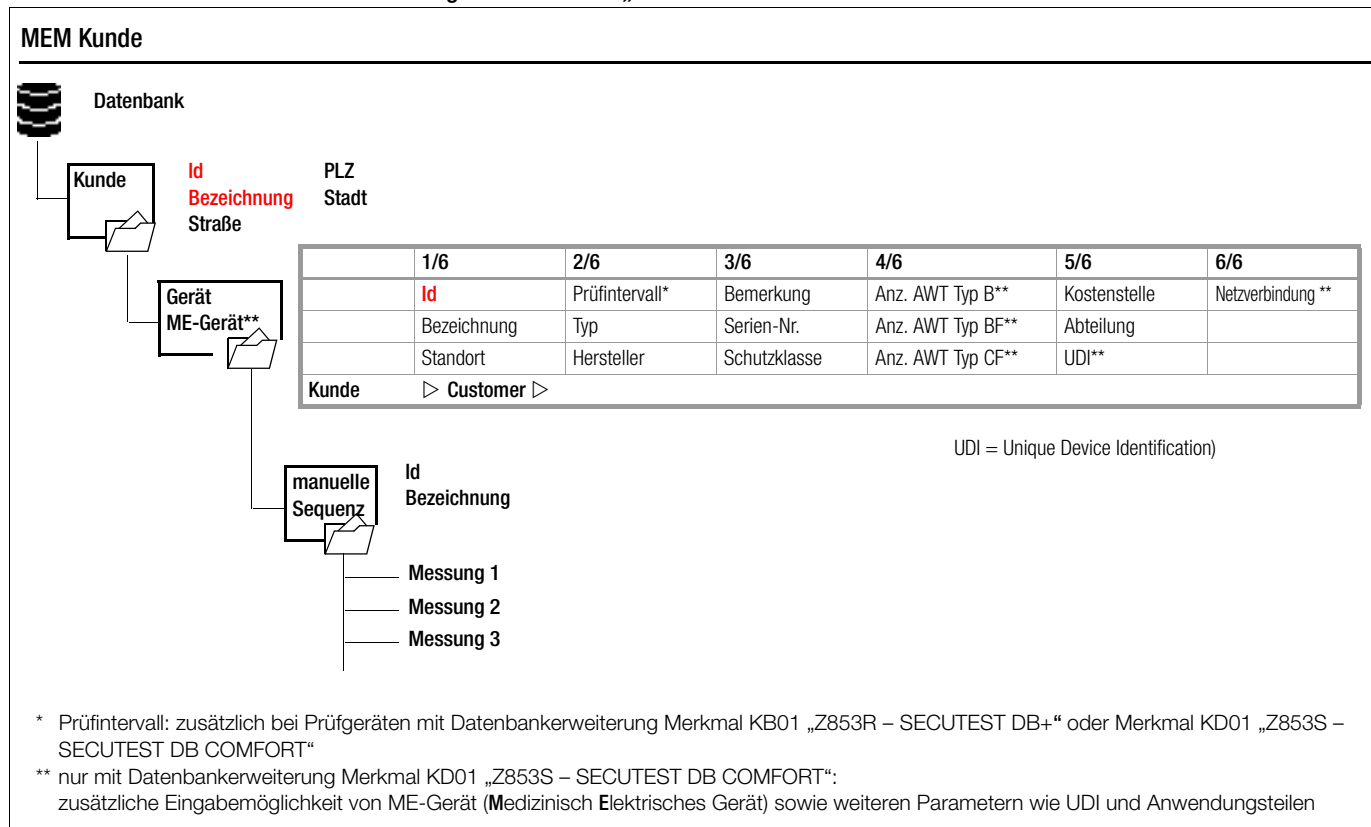 MEM Kunde
Datenbank
Kunde
Id PLZ
Bezeichnung Stadt
Straße
Gerät
ME-Gerät**
1/6 2/6 3/6 4/6 5/6 6/6
Id Prüfintervall* Bemerkung Anz. AWT Typ B** Kostenstelle Netzverbindung **
Bezeichnung Typ Serien-Nr. Anz. AWT Typ BF** Abteilung
Standort Hersteller Schutzklasse Anz. AWT Typ CF** UDI**
Kunde ▷ Customer ▷
UDI = Unique Device Identification)
manuelle
Sequenz
Id
Bezeichnung
Messung 1
Messung 2
Messung 3
* Prüfintervall: zusätzlich bei Prüfgeräten mit Datenbankerweiterung Merkmal KB01 „Z853R – SECUTEST DB+“ oder Merkmal KD01 „Z853S –
SECUTEST DB COMFORT“
** nur mit Datenbankerweiterung Merkmal KD01 „Z853S – SECUTEST DB COMFORT“:
zusätzliche Eingabemöglichkeit von ME-Gerät (Medizinisch Elektrisches Gerät) sowie weiteren Parametern wie UDI und Anwendungsteilen